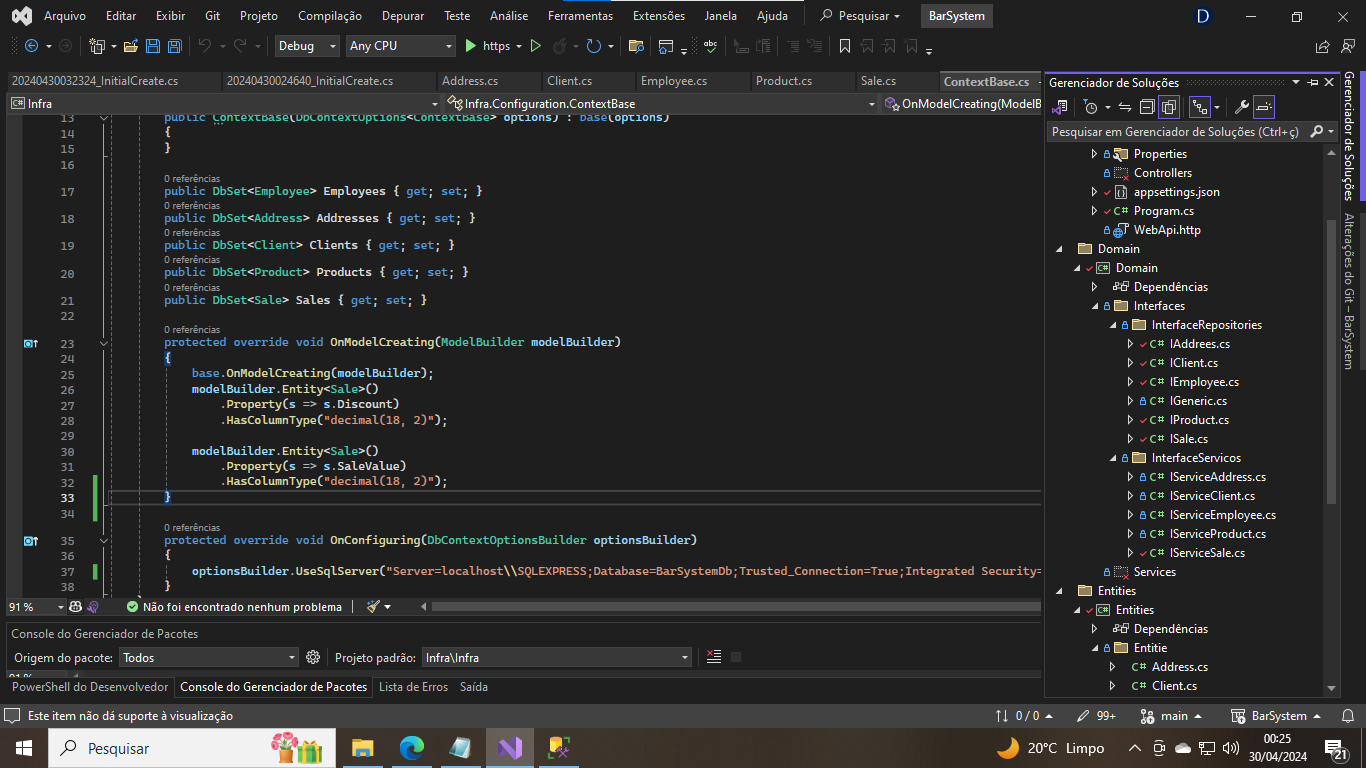 Arquivo Editar Exibir Git Projeto Compilação Depurar Teste Análise Ferramentas Extensões Janela Ajuda Pesquisar BarSystem D
Debug Any CPU https
20240430032324_InitialCreate.cs 20240430024640_InitialCreate.cs Address.cs Client.cs Employee.cs Product.cs Sale.cs ContextBase.cs
Infra Infra.Configuration.ContextBase OnModelCreating(ModelB
13 public ContextBase(DbContextOptions<ContextBase> options) : base(options)
14 {
15 }
16
0 referências
17 public DbSet<Employee> Employees { get; set; }
0 referências
18 public DbSet<Address> Addresses { get; set; }
0 referências
19 public DbSet<Client> Clients { get; set; }
0 referências
20 public DbSet<Product> Products { get; set; }
0 referências
21 public DbSet<Sale> Sales { get; set; }
22
0 referências
23 protected override void OnModelCreating(ModelBuilder modelBuilder)
24 {
25 base.OnModelCreating(modelBuilder);
26 modelBuilder.Entity<Sale>()
27 .Property(s => s.Discount)
28 .HasColumnType("decimal(18, 2)");
29
30 modelBuilder.Entity<Sale>()
31 .Property(s => s.SaleValue)
32 .HasColumnType("decimal(18, 2)");
33 }
34
0 referências
35 protected override void OnConfiguring(DbContextOptionsBuilder optionsBuilder)
36 {
37 optionsBuilder.UseSqlServer("Server=localhost\\SQLEXPRESS;Database=BarSystemDb;Trusted_Connection=True;Integrated Security=
38 }
91 % Não foi encontrado nenhum problema
Console do Gerenciador de Pacotes
Origem do pacote: Todos Projeto padrão: Infra\Infra
91 %
PowerShell do Desenvolvedor Console do Gerenciador de Pacotes Lista de Erros Saída
Gerenciador de Soluções
Pesquisar em Gerenciador de Soluções (Ctrl+ç)
Properties
Controllers
appsettings.json
C# Program.cs
WebApi.http
Domain
C# Domain
Dependências
Interfaces
InterfaceRepositories
C# IAddrees.cs
C# IClient.cs
C# IEmployee.cs
C# IGeneric.cs
C# IProduct.cs
C# ISale.cs
InterfaceServicos
C# IServiceAddress.cs
C# IServiceClient.cs
C# IServiceEmployee.cs
C# IServiceProduct.cs
C# IServiceSale.cs
Services
Entities
C# Entities
Dependências
Entitie
C# Address.cs
C# Client.cs
Gerenciador de Soluções
Alterações do Git – BarSystem
Este item não dá suporte à visualização 0 / 0 99+ main BarSystem
Pesquisar 20°C Limpo 00:25
30/04/2024 21